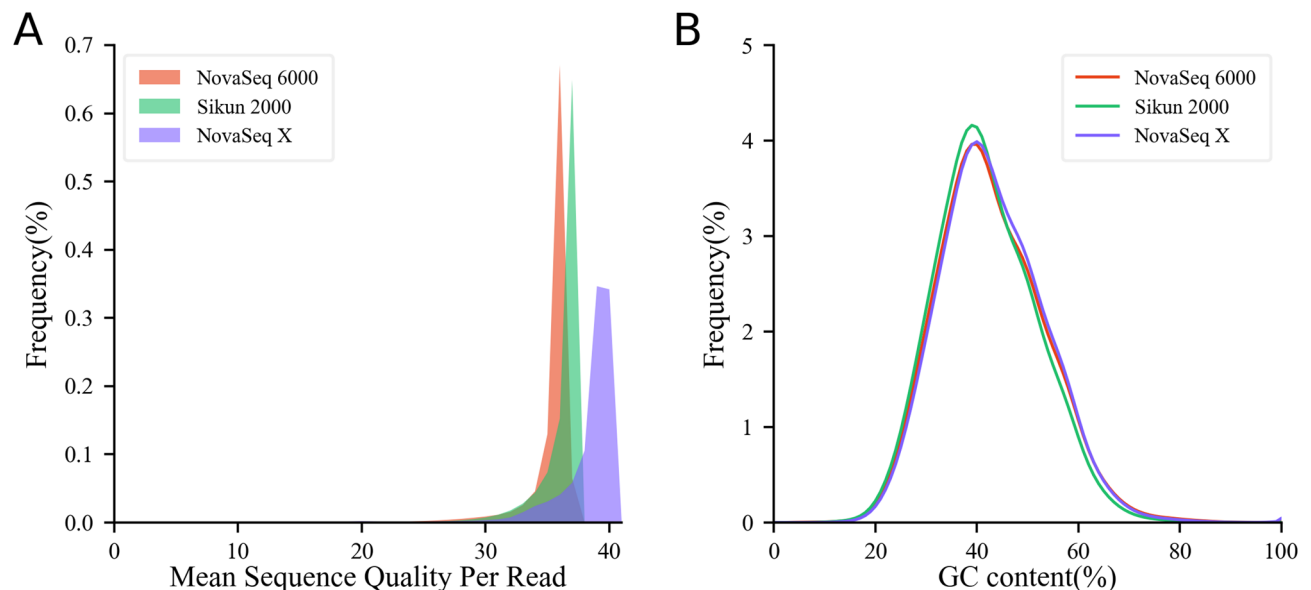 A
0.7
0.6
0.5
0.4
0.3
0.2
0.1
0.0
Frequency(%)
NovaSeq 6000
Sikun 2000
NovaSeq X
0 10 20 30 40
Mean Sequence Quality Per Read
B
5
4
3
2
1
0
Frequency(%)
NovaSeq 6000
Sikun 2000
NovaSeq X
0 20 40 60 80 100
GC content(%)